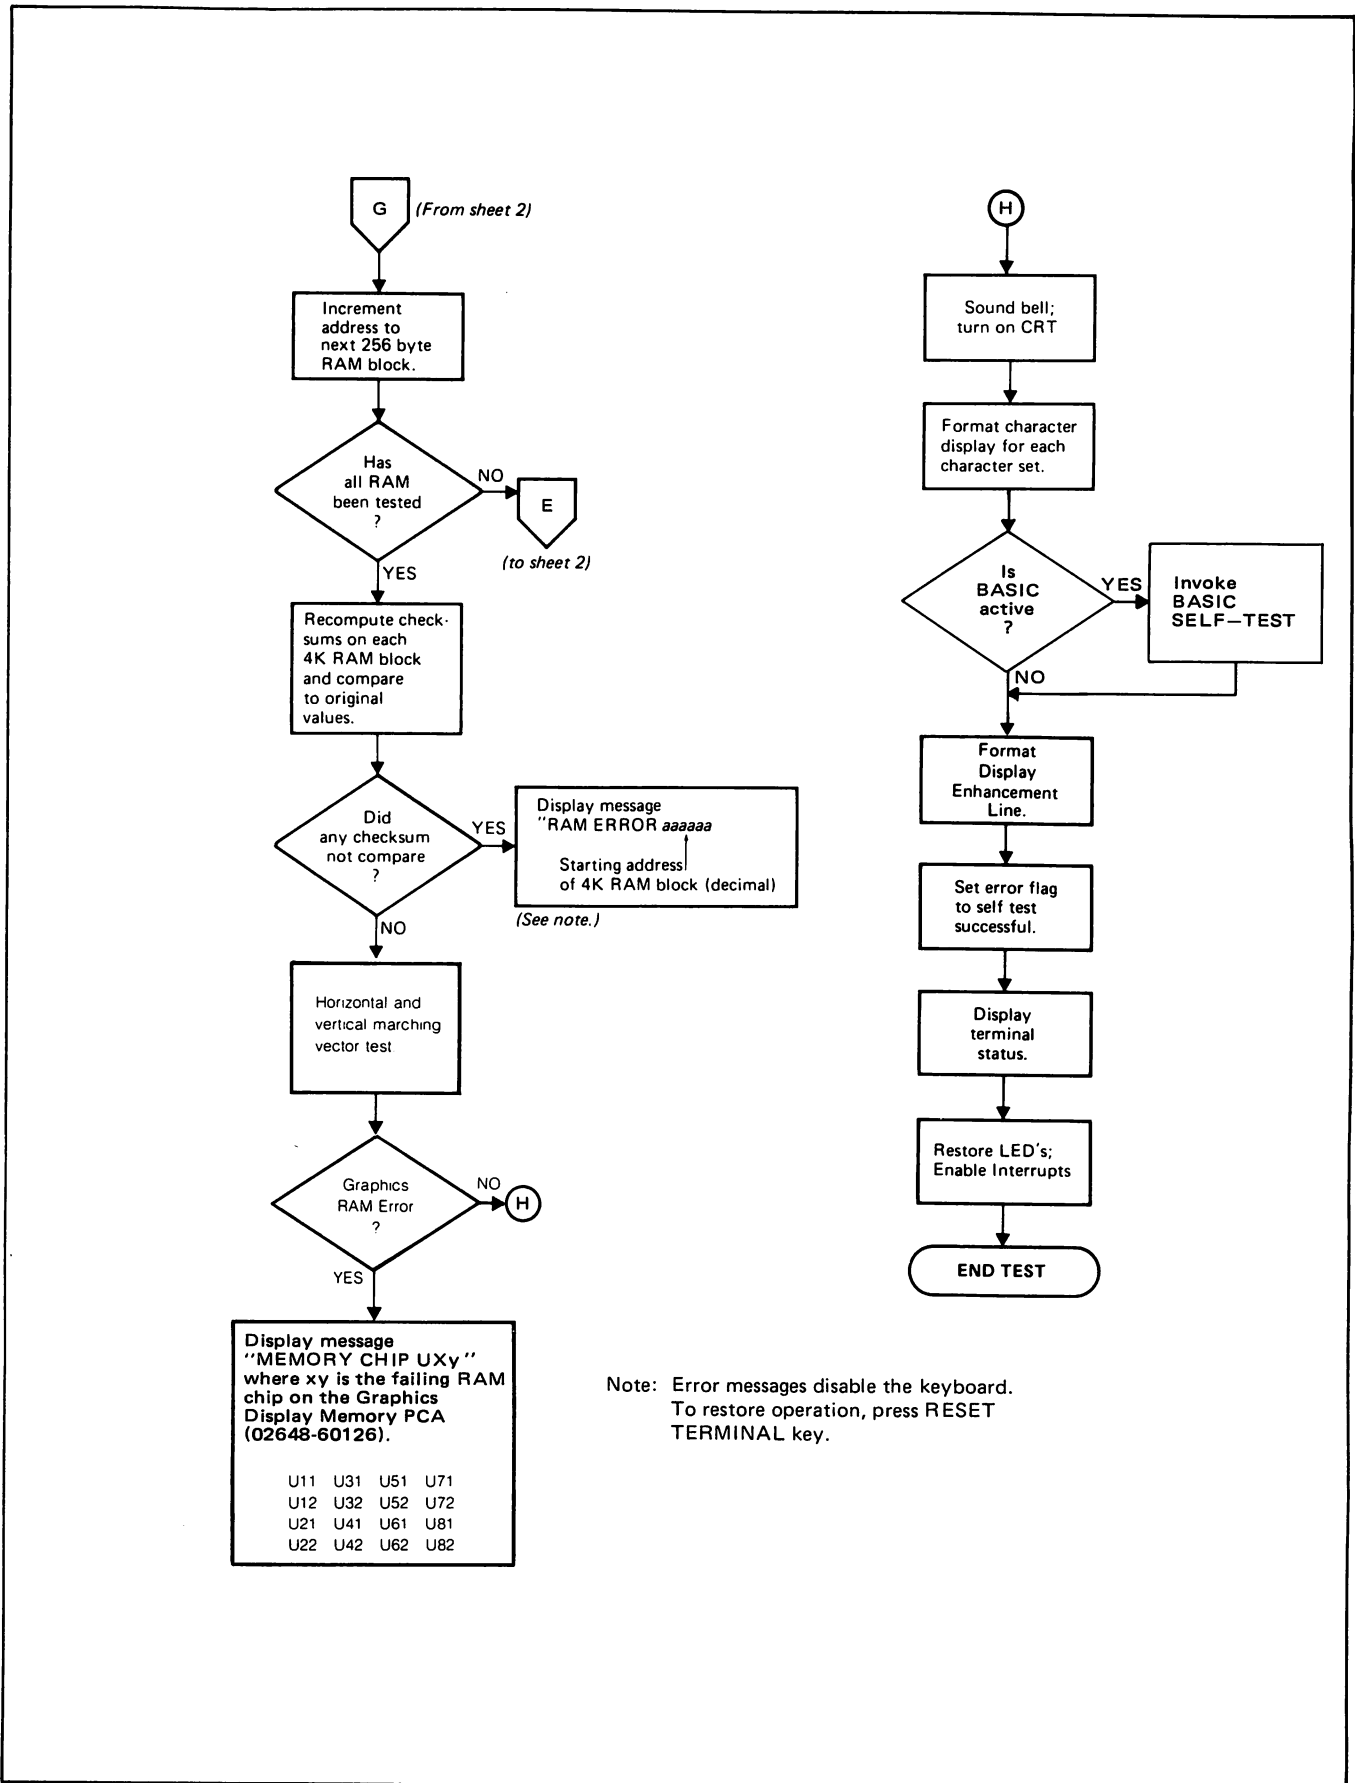 G (From sheet 2)
Increment
address to
next 256 byte
RAM block.
Has
all RAM
been tested
?
NO
E
(to sheet 2)
YES
Recompute check-
sums on each
4K RAM block
and compare
to original
values.
Did
any checksum
not compare
?
YES
Display message
"RAM ERROR aaaaaa
Starting address
of 4K RAM block (decimal)
(See note.)
NO
Horizontal and
vertical marching
vector test
Graphics
RAM Error
?
NO
H
YES
Display message
"MEMORY CHIP UXy"
where xy is the failing RAM
chip on the Graphics
Display Memory PCA
(02648-60126).
U11 U31 U51 U71
U12 U32 U52 U72
U21 U41 U61 U81
U22 U42 U62 U82
H
Sound bell;
turn on CRT
Format character
display for each
character set.
Is
BASIC
active
?
YES
Invoke
BASIC
SELF—TEST
NO
Format
Display
Enhancement
Line.
Set error flag
to self test
successful.
Display
terminal
status.
Restore LED's;
Enable Interrupts
END TEST
Note: Error messages disable the keyboard.
To restore operation, press RESET
TERMINAL key.